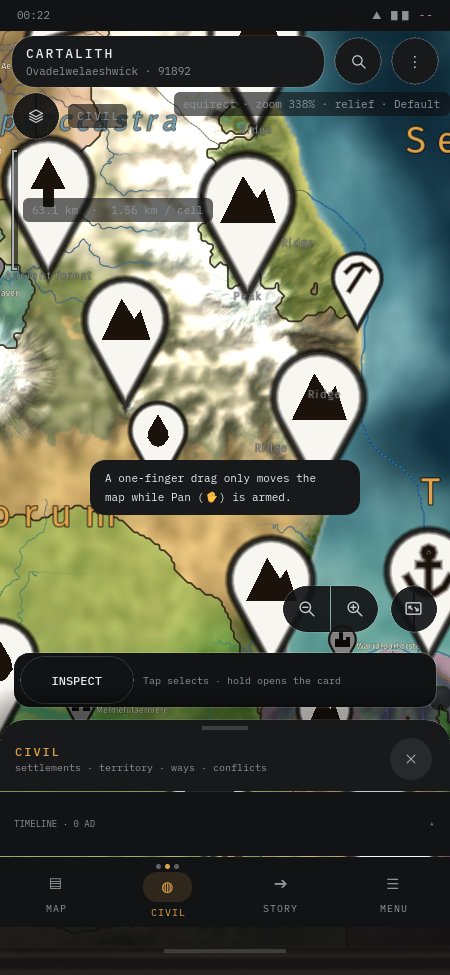 00:22
CARTALITH
Ovadelwelaeshwick · 91892
equirect · zoom 338% · relief · Default
CIVIL
Se
63.1 km · 1.56 km / cell
Ridge
Ridge
forest
Peak
Ridge
Ridge
A one-finger drag only moves the
map while Pan (✋) is armed.
T
orum
INSPECT
Tap selects · hold opens the card
CIVIL
settlements · territory · ways · conflicts
TIMELINE · 0 AD
MAP
CIVIL
STORY
MENU